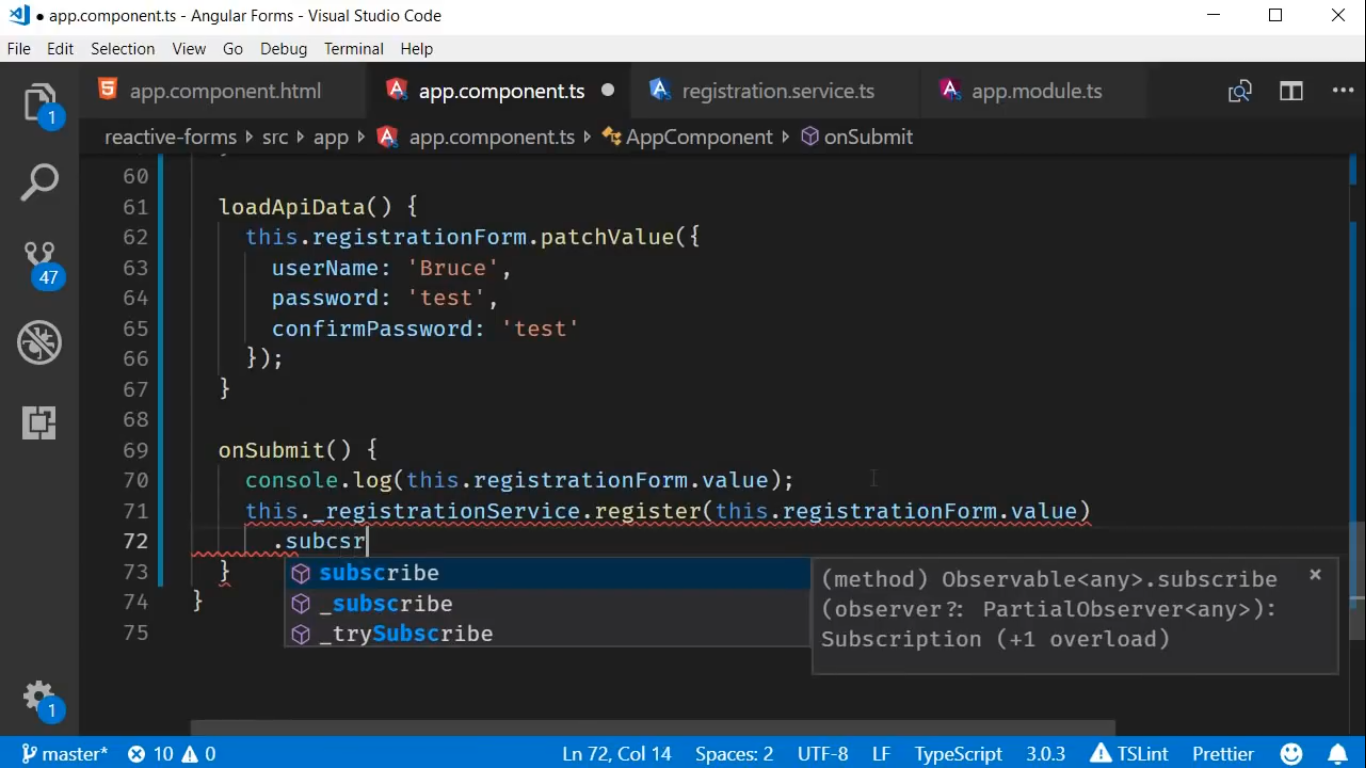 app.component.ts - Angular Forms - Visual Studio Code
File Edit Selection View Go Debug Terminal Help
app.component.html app.component.ts registration.service.ts app.module.ts
1
reactive-forms src app app.component.ts AppComponent onSubmit
60
61 loadApiData() {
62 this.registrationForm.patchValue({
63 userName: 'Bruce',
64 password: 'test',
65 confirmPassword: 'test'
66 });
67 }
68
69 onSubmit() {
70 console.log(this.registrationForm.value);
71 this._registrationService.register(this.registrationForm.value)
72 .subcsr
73 }
74 }
75
47
subscribe
_subscribe
_trySubscribe
(method) Observable<any>.subscribe
(observer?: PartialObserver<any>):
Subscription (+1 overload)
1
master* 10 0 Ln 72, Col 14 Spaces: 2 UTF-8 LF TypeScript 3.0.3 TSLint Prettier